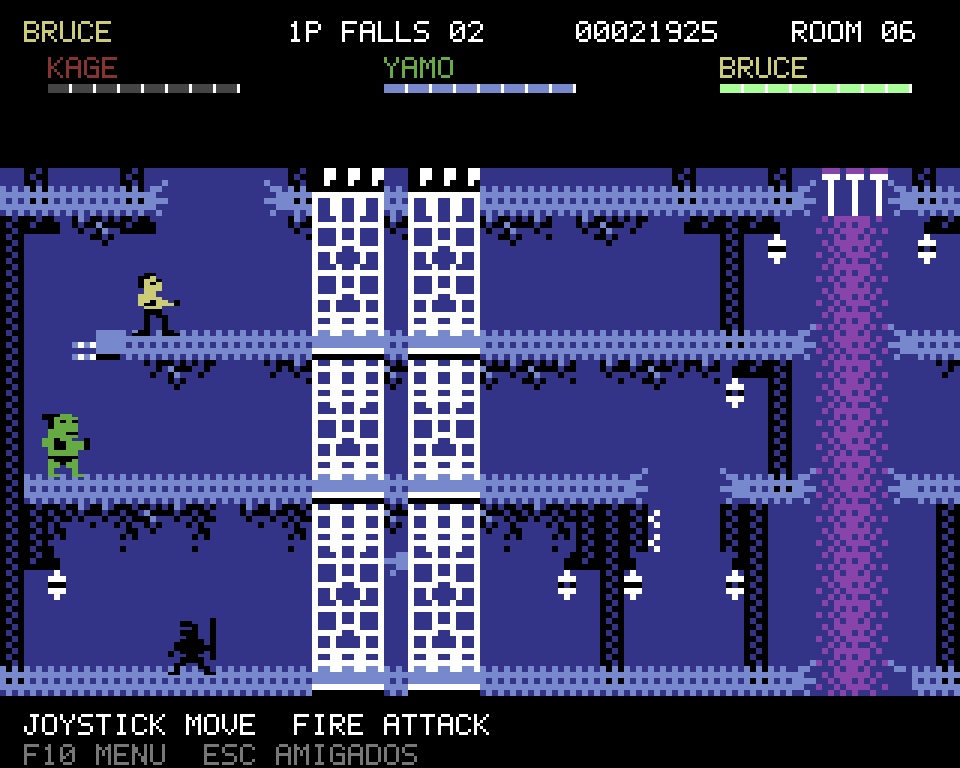 BRUCE 1P FALLS 02 00021925 ROOM 06
KAGE YAMO BRUCE
JOYSTICK MOVE FIRE ATTACK
F10 MENU ESC AMIGADOS